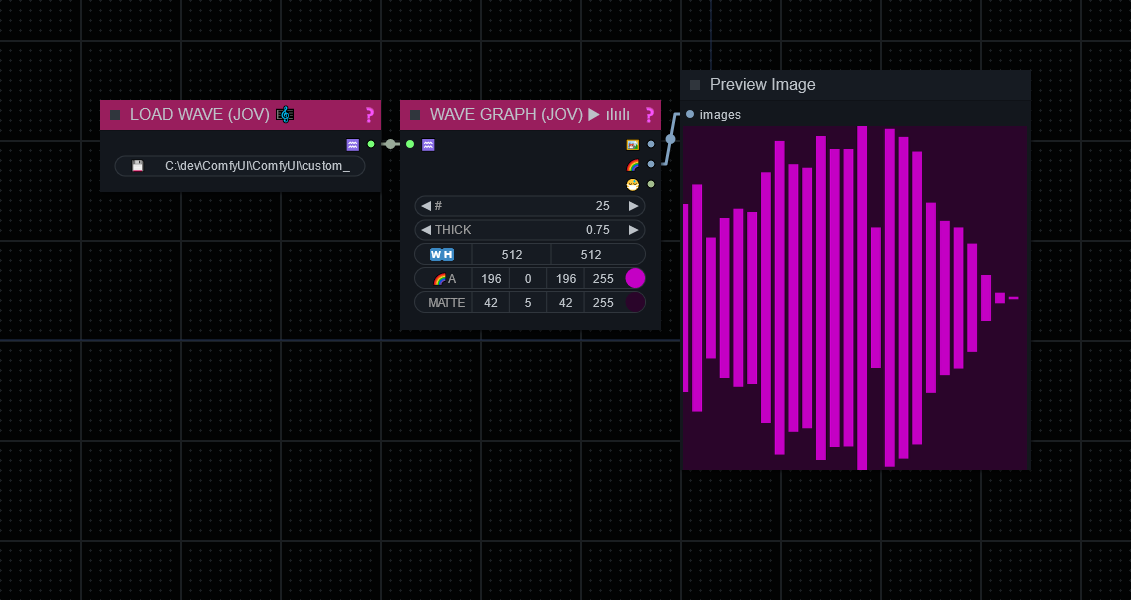 LOAD WAVE (JOV) 🎼 ?
♒
💾 C:\dev\ComfyUI\ComfyUI\custom_
WAVE GRAPH (JOV) ▶ ılıılı ?
♒
# 25
THICK 0.75
W H 512 512
🌈 A 196 0 196 255
MATTE 42 5 42 255
Preview Image
images